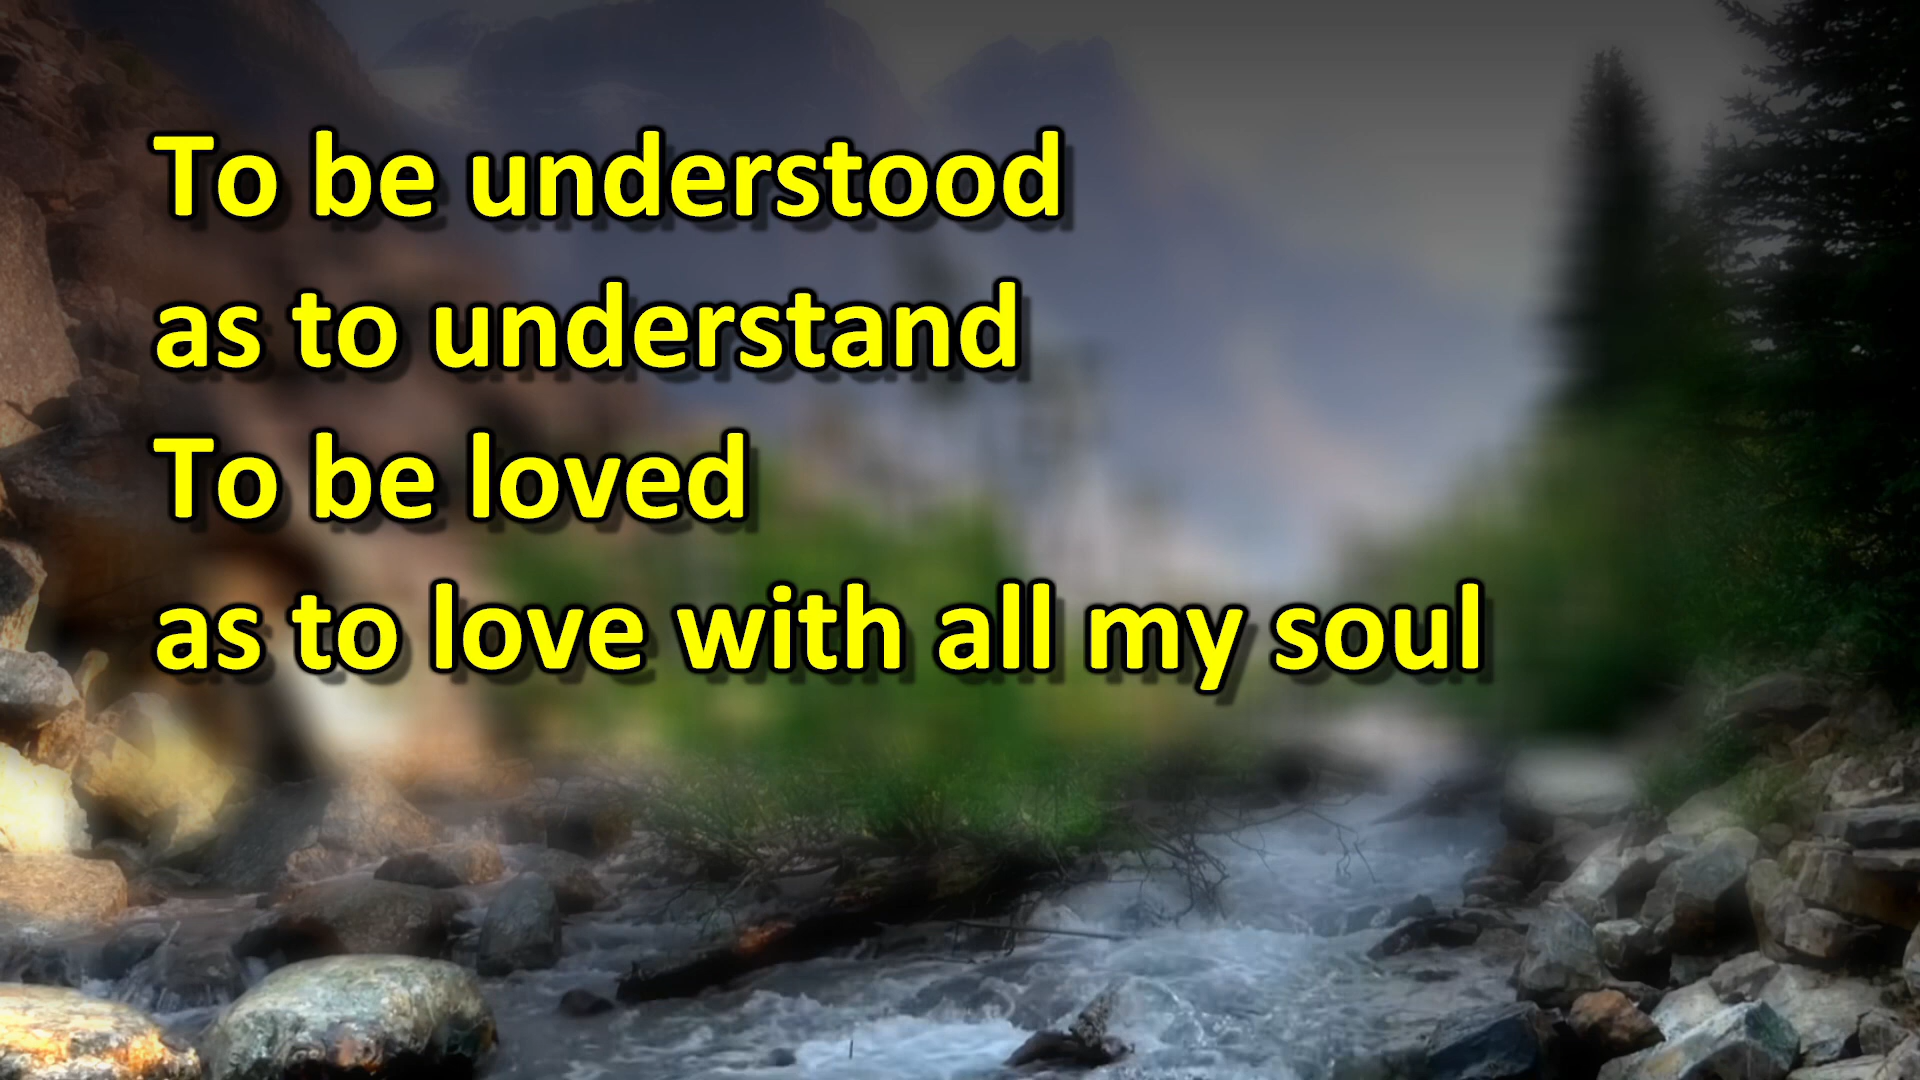 To be understood
as to understand
To be loved
as to love with all my soul